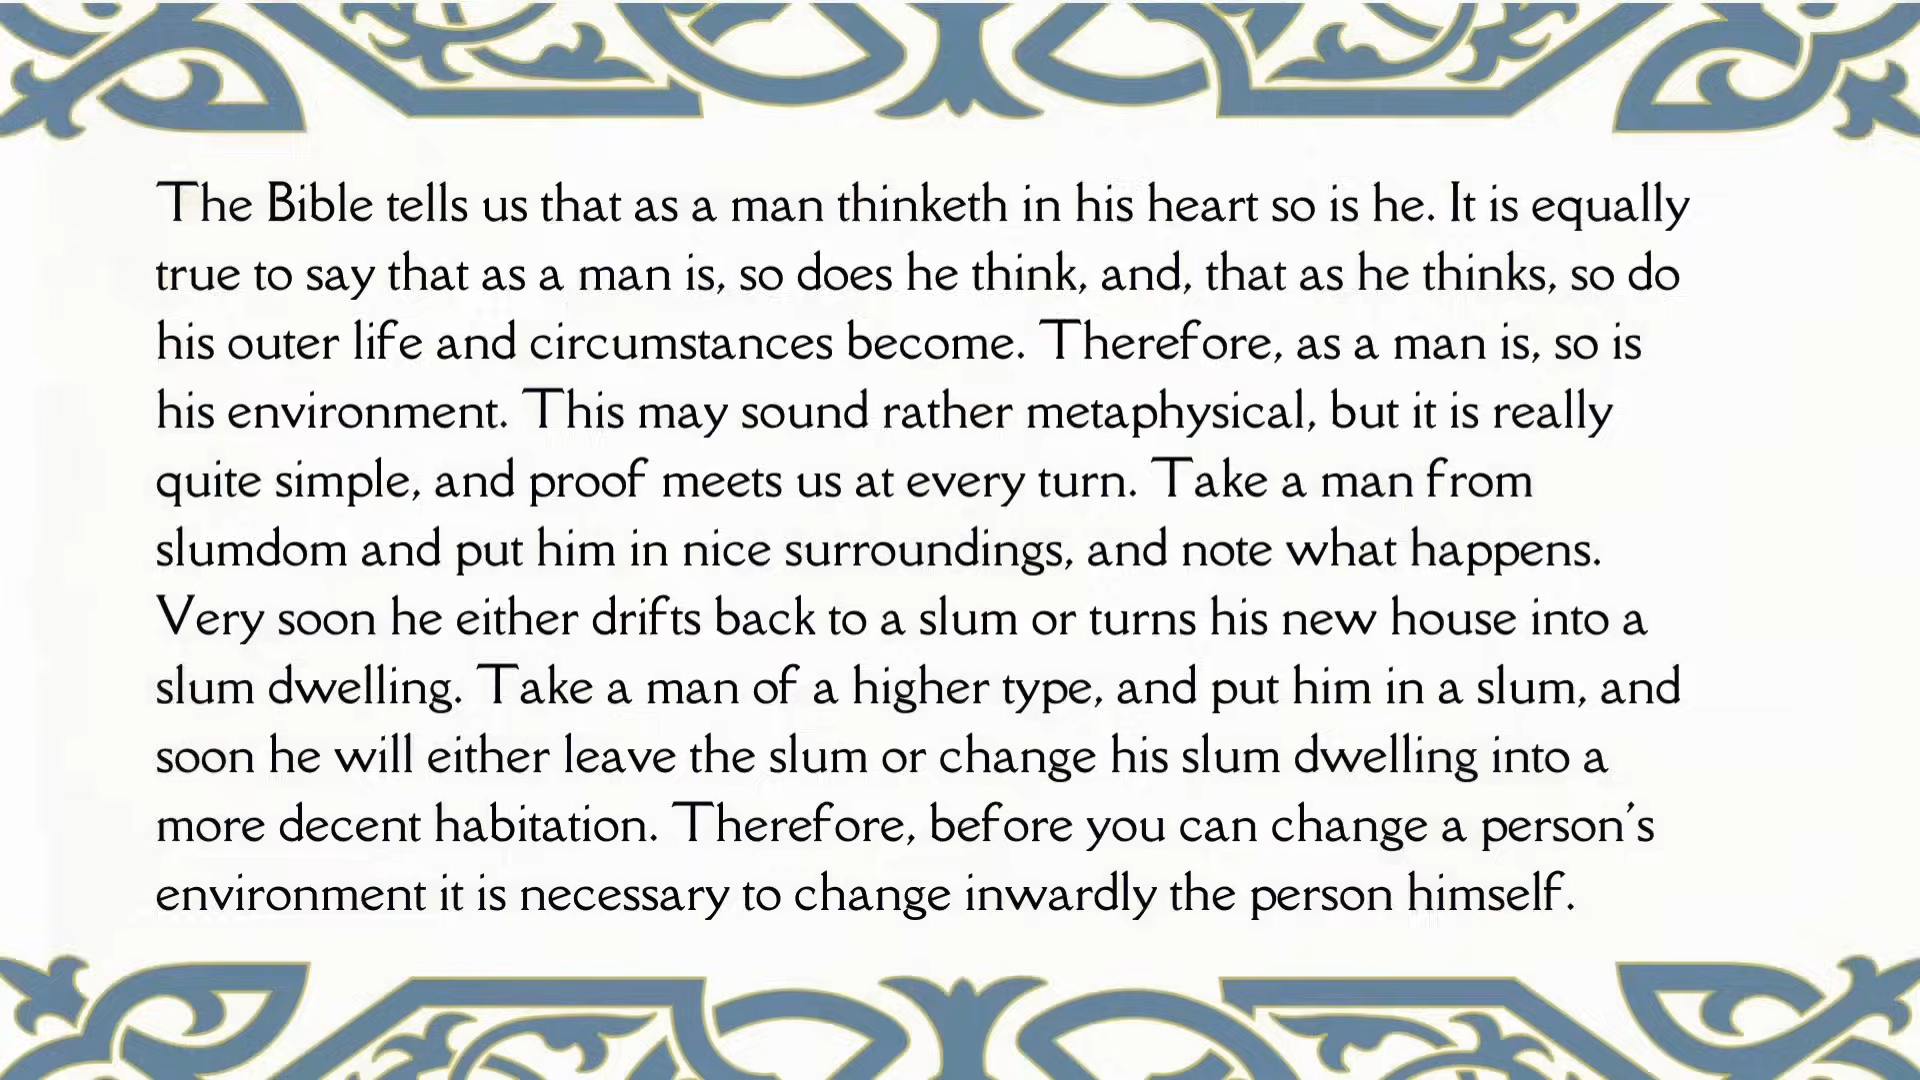 The Bible tells us that as a man thinketh in his heart so is he. It is equally
true to say that as a man is, so does he think, and, that as he thinks, so do
his outer life and circumstances become. Therefore, as a man is, so is
his environment. This may sound rather metaphysical, but it is really
quite simple, and proof meets us at every turn. Take a man from
slumdom and put him in nice surroundings, and note what happens.
Very soon he either drifts back to a slum or turns his new house into a
slum dwelling. Take a man of a higher type, and put him in a slum, and
soon he will either leave the slum or change his slum dwelling into a
more decent habitation. Therefore, before you can change a person’s
environment it is necessary to change inwardly the person himself.